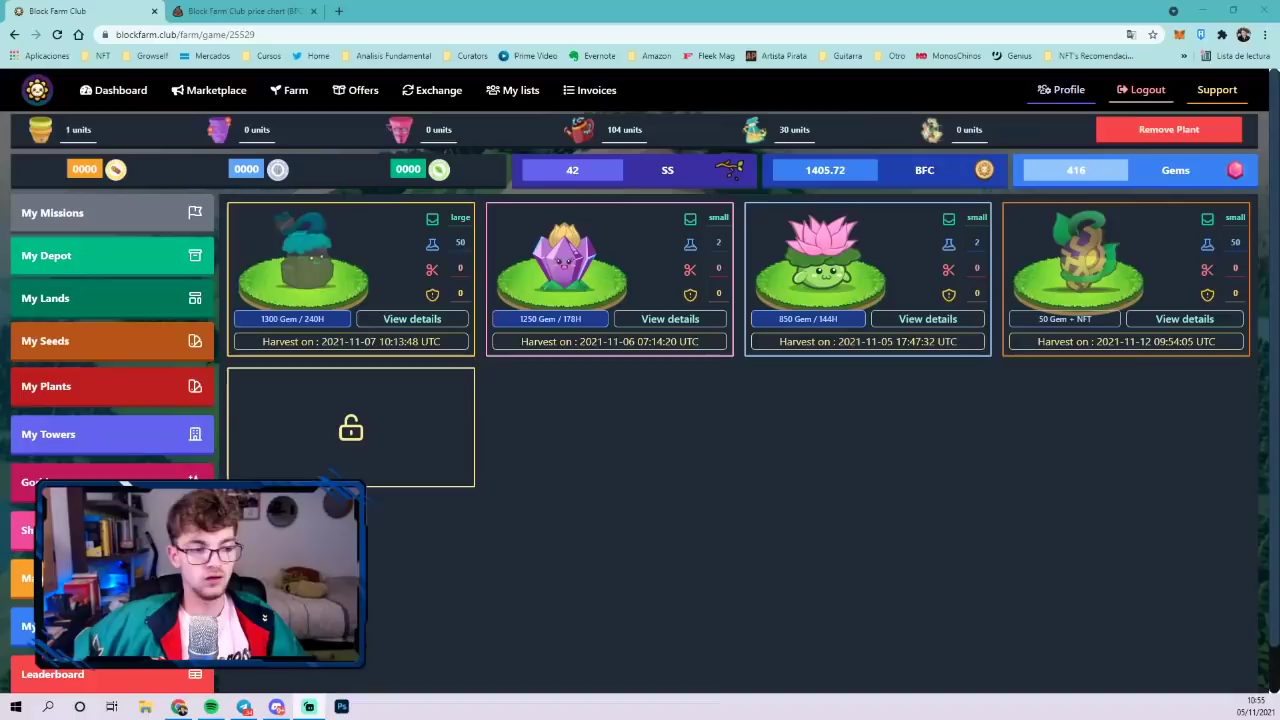 Block Farm Club
Block Farm Club price chart (BFC
blockfarm.club/farm/game/25529
Aplicaciones NFT Growself Mercados Cursos Home Analisis Fundamental Curators Prime Video Evernote Amazon Fleek Mag Artista Pirata Guitarra Otro MonosChinos Genius NFT's Recomendaci... » Lista de lectura
Dashboard Marketplace Farm Offers Exchange My lists Invoices Profile Logout Support
1 units 0 units 0 units 104 units 30 units 0 units Remove Plant
0000 0000 0000 42 SS 1405.72 BFC 416 Gems
My Missions
My Depot
My Lands
My Seeds
My Plants
My Towers
Leaderboard
large
50
0
0
1300 Gem / 240H View details
Harvest on : 2021-11-07 10:13:48 UTC
small
2
0
0
1250 Gem / 178H View details
Harvest on : 2021-11-06 07:14:20 UTC
small
2
0
0
850 Gem / 144H View details
Harvest on : 2021-11-05 17:47:32 UTC
small
50
0
0
50 Gem + NFT View details
Harvest on : 2021-11-12 09:54:05 UTC
10:55
05/11/2021